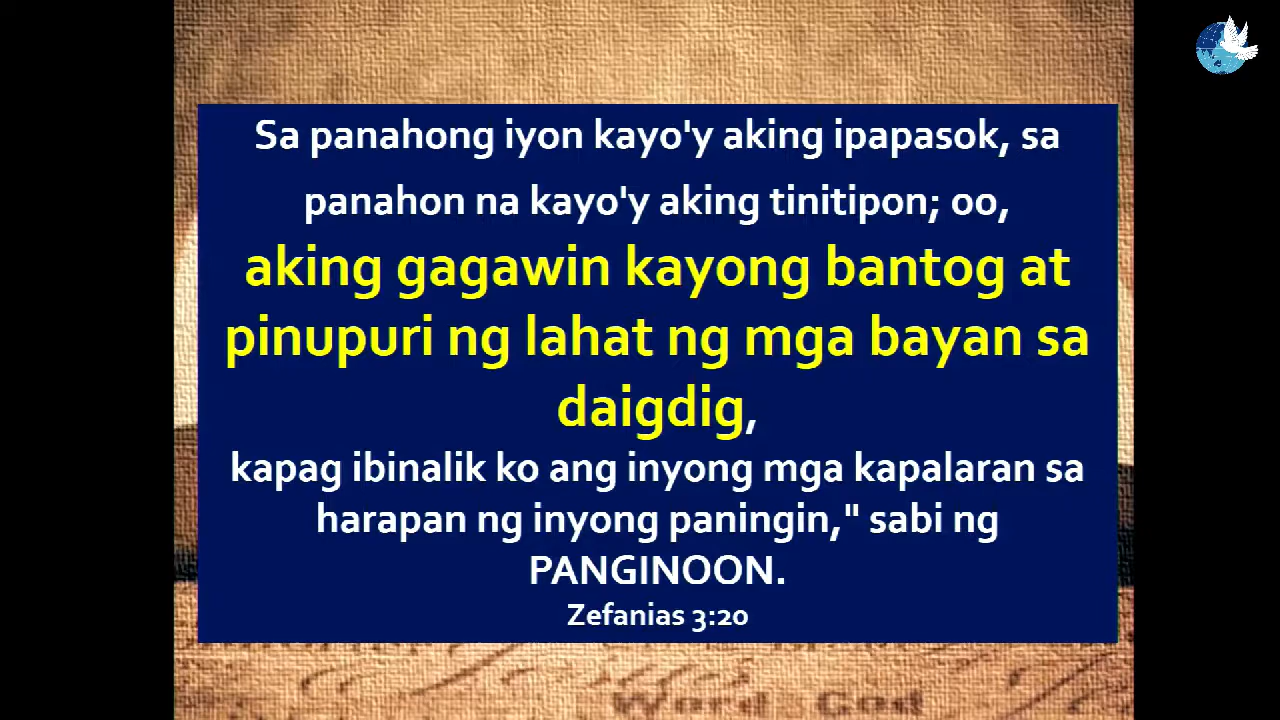 Sa panahong iyon kayo'y aking ipapasok, sa
panahon na kayo'y aking tinitipon; oo,
aking gagawin kayong bantog at
pinupuri ng lahat ng mga bayan sa
daigdig,
kapag ibinalik ko ang inyong mga kapalaran sa
harapan ng inyong paningin," sabi ng
PANGINOON.
Zefanias 3:20
Word God